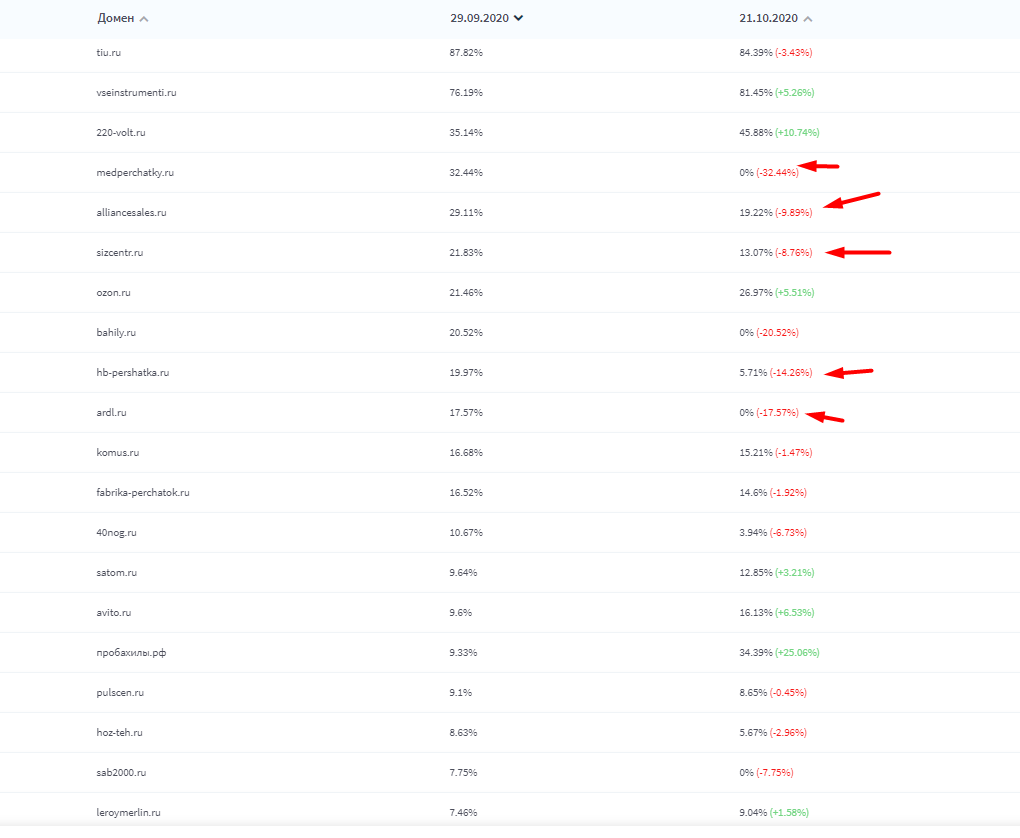 Домен 29.09.2020 21.10.2020
tiu.ru 87.82% 84.39% (-3.43%)
vseinstrumenti.ru 76.19% 81.45% (+5.26%)
220-volt.ru 35.14% 45.88% (+10.74%)
medperchatky.ru 32.44% 0% (-32.44%)
alliancesales.ru 29.11% 19.22% (-9.89%)
sizcentr.ru 21.83% 13.07% (-8.76%)
ozon.ru 21.46% 26.97% (+5.51%)
bahily.ru 20.52% 0% (-20.52%)
hb-pershatka.ru 19.97% 5.71% (-14.26%)
ardl.ru 17.57% 0% (-17.57%)
komus.ru 16.68% 15.21% (-1.47%)
fabrika-perchatok.ru 16.52% 14.6% (-1.92%)
40nog.ru 10.67% 3.94% (-6.73%)
satom.ru 9.64% 12.85% (+3.21%)
avito.ru 9.6% 16.13% (+6.53%)
пробахилы.рф 9.33% 34.39% (+25.06%)
pulscen.ru 9.1% 8.65% (-0.45%)
hoz-teh.ru 8.63% 5.67% (-2.96%)
sab2000.ru 7.75% 0% (-7.75%)
leroymerlin.ru 7.46% 9.04% (+1.58%)